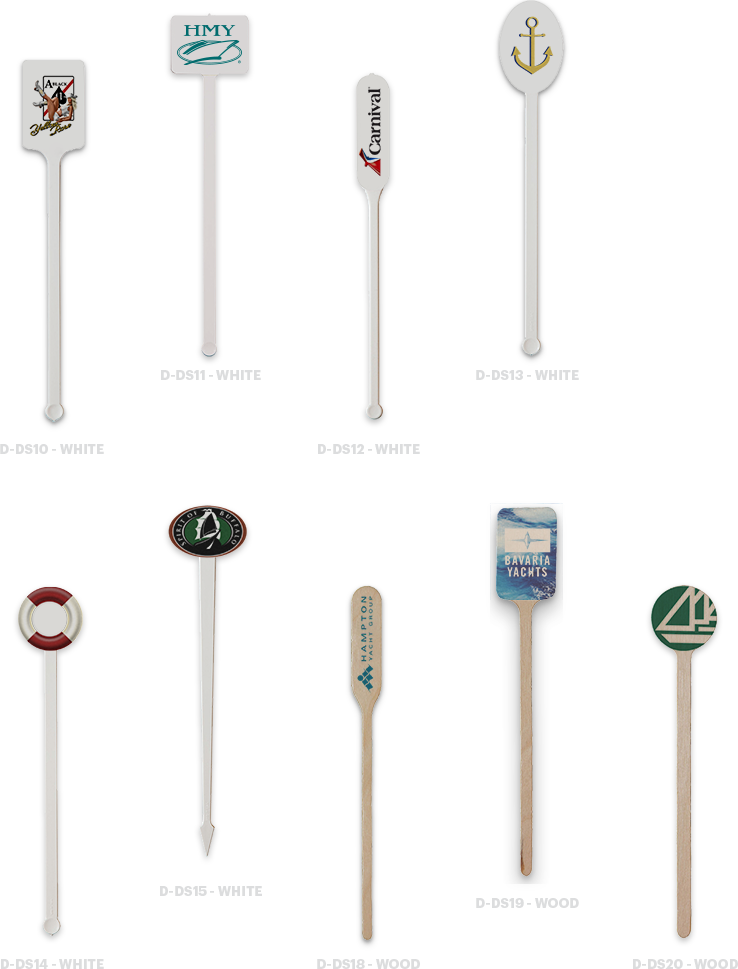 A BLACK
HMY
Carnival
D-DS11 - WHITE
D-DS13 - WHITE
D-DS10 - WHITE
D-DS12 - WHITE
SPIRIT OF BUFFALO
BAVARIA
YACHTS
HAMPTON
YACHT GROUP
D-DS15 - WHITE
D-DS19 - WOOD
D-DS14 - WHITE
D-DS18 - WOOD
D-DS20 - WOOD